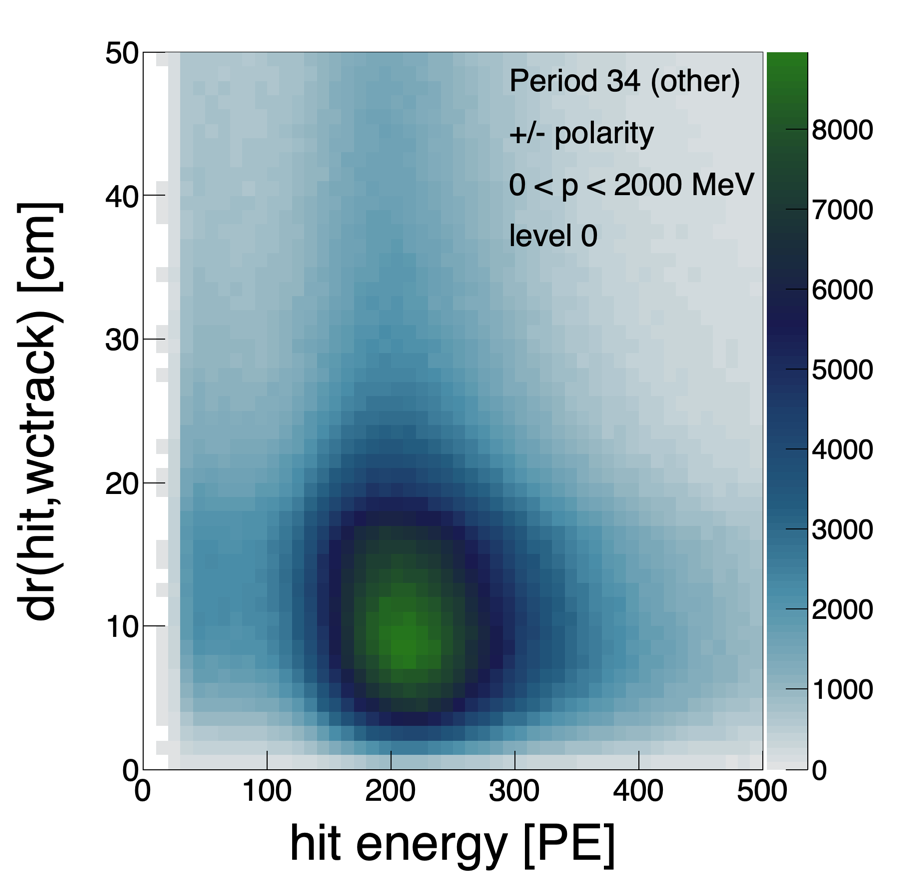 Period 34 (other)
+/- polarity
0 < p < 2000 MeV
level 0
dr(hit,wctrack) [cm]
50
40
30
20
10
0
0 100 200 300 400 500
hit energy [PE]
8000
7000
6000
5000
4000
3000
2000
1000
0